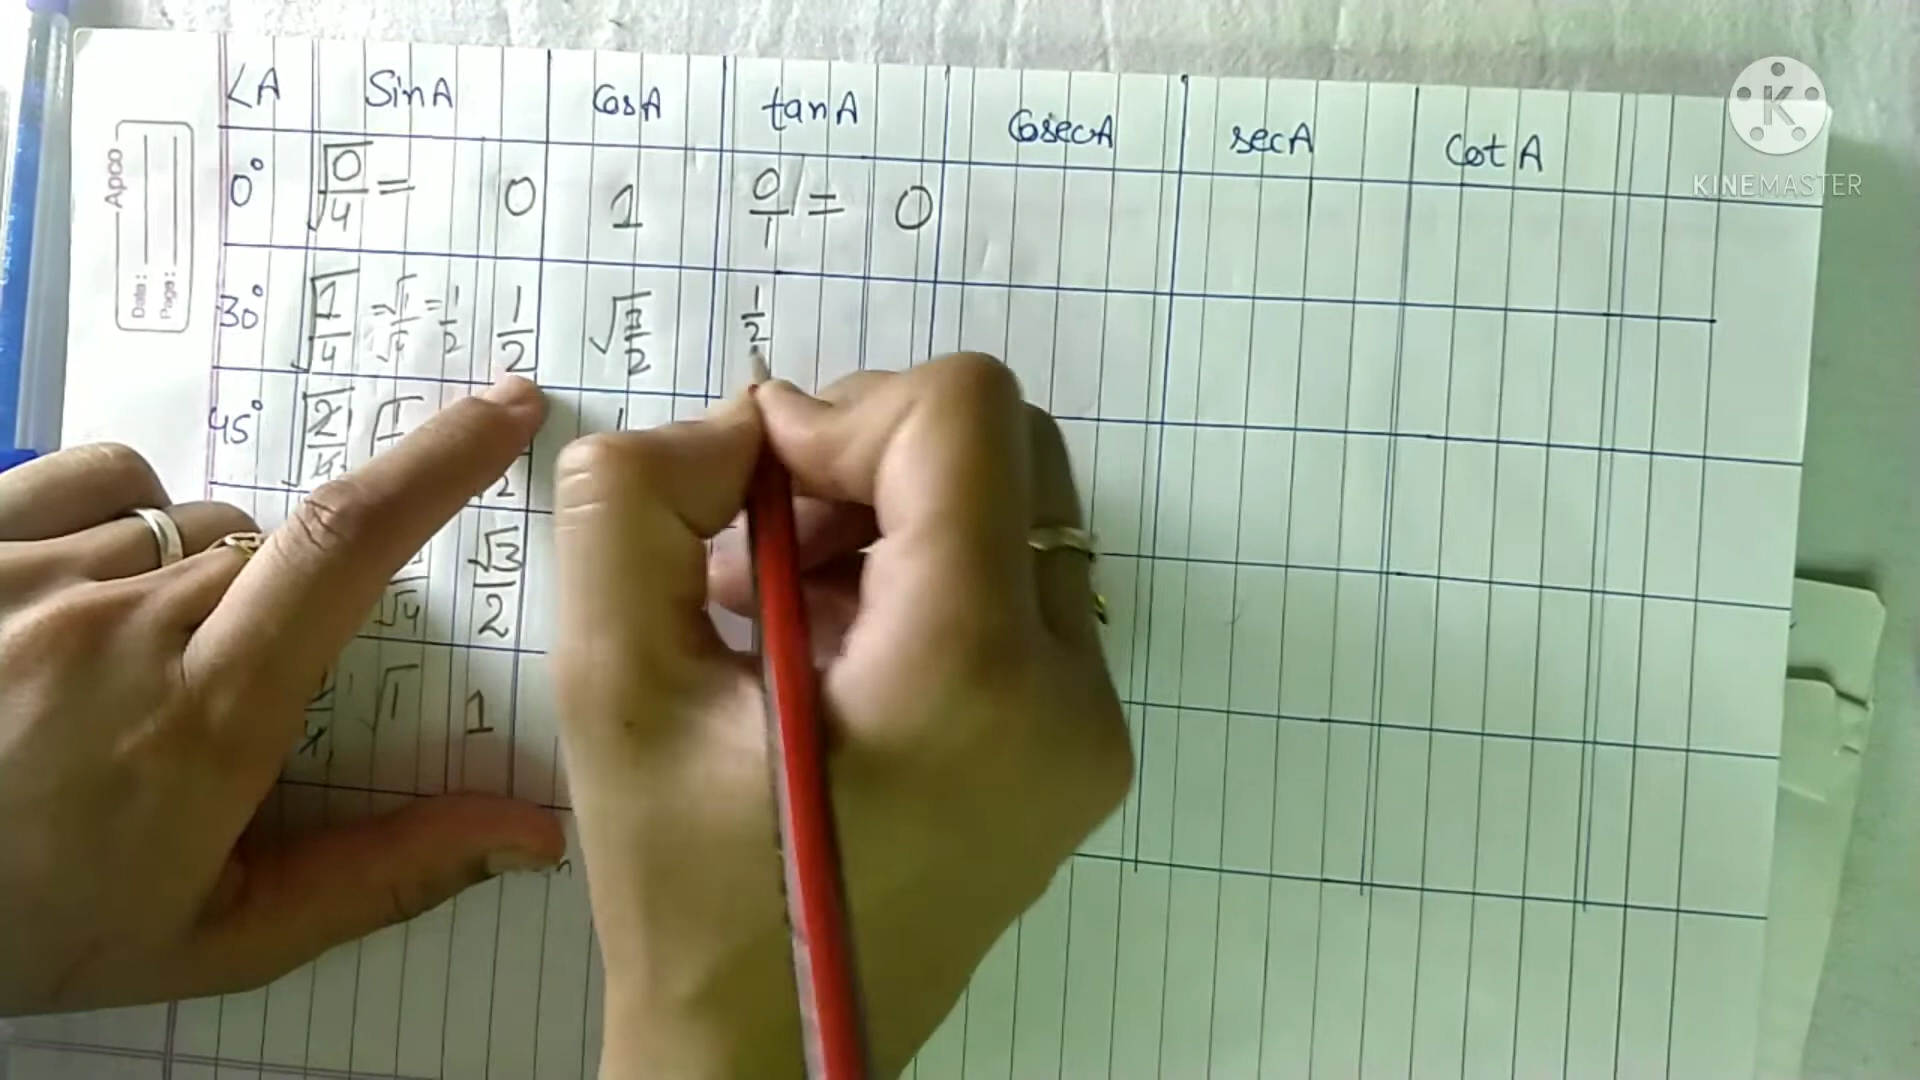 <A SinA CosA tanA CosecA secA Cot A
0° √0/4 = 0 1 0/1 = 0
30° √1/4 = √1/√4 = 1/2 1/2 √3/2 1/2
45° √2/4
√3/2
√4
√1 1
Apco
Date:
Page:
KINEMASTER